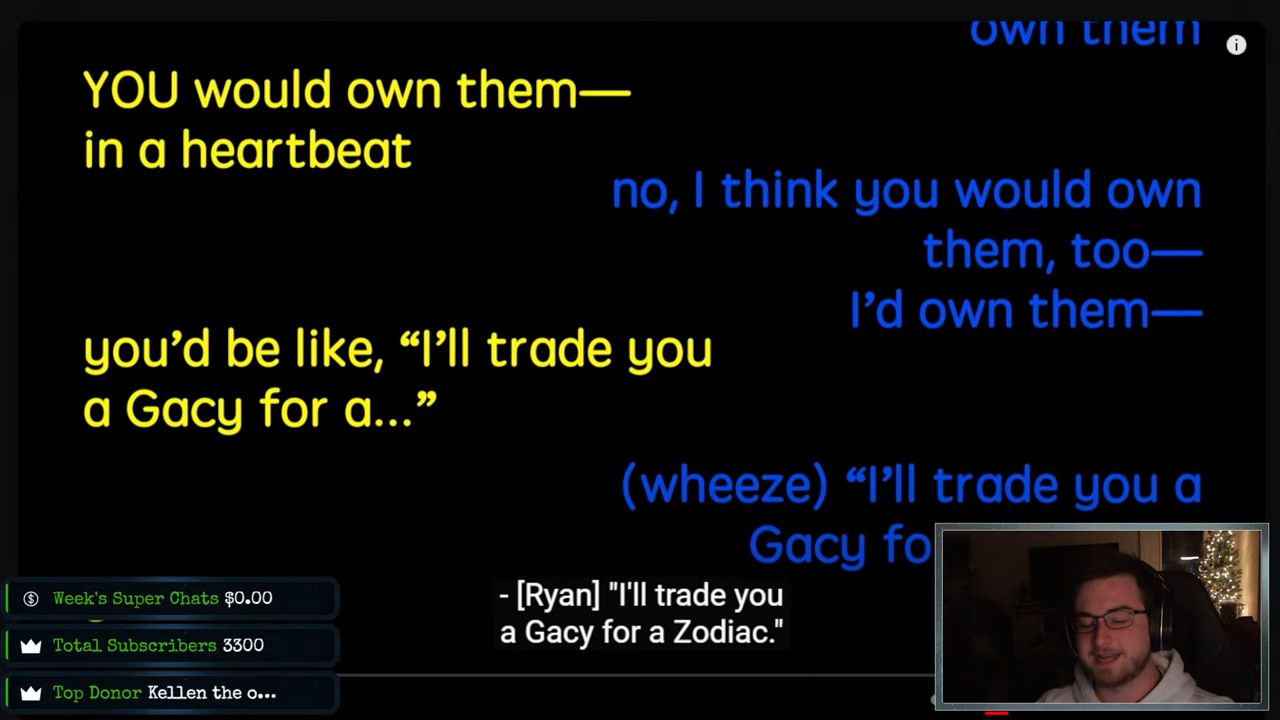 own them
YOU would own them—
in a heartbeat
no, I think you would own
them, too—
I’d own them—
you’d be like, “I’ll trade you
a Gacy for a...”
(wheeze) “I’ll trade you a
Gacy fo
- [Ryan] "I'll trade you
a Gacy for a Zodiac."
Week's Super Chats $0.00
Total Subscribers 3300
Top Donor Kellen the o...